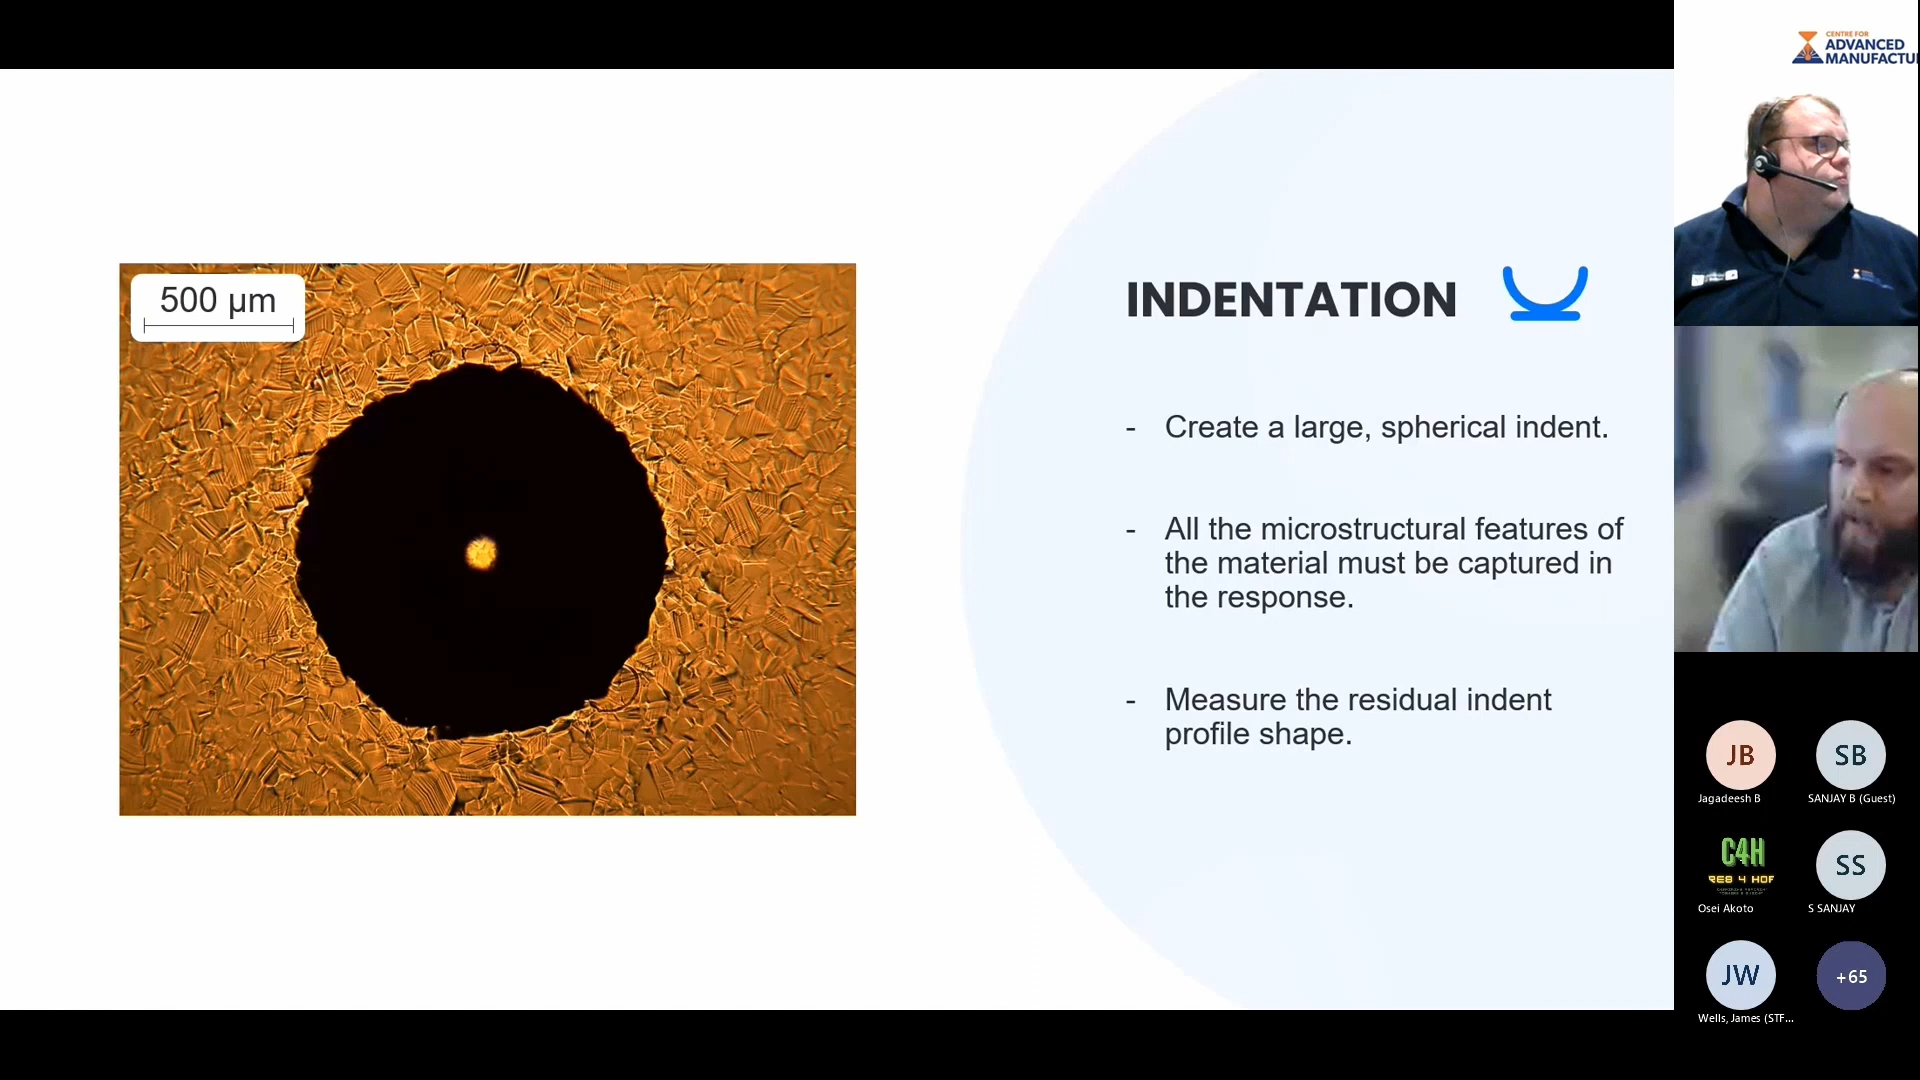 500 µm
INDENTATION
- Create a large, spherical indent.
- All the microstructural features of
the material must be captured in
the response.
- Measure the residual indent
profile shape.
CENTRE FOR
ADVANCED
MANUFACTU
JB
Jagadeesh B
SB
SANJAY B (Guest)
C4H
Osei Akoto
SS
S SANJAY
JW
Wells, James (STF...
+65